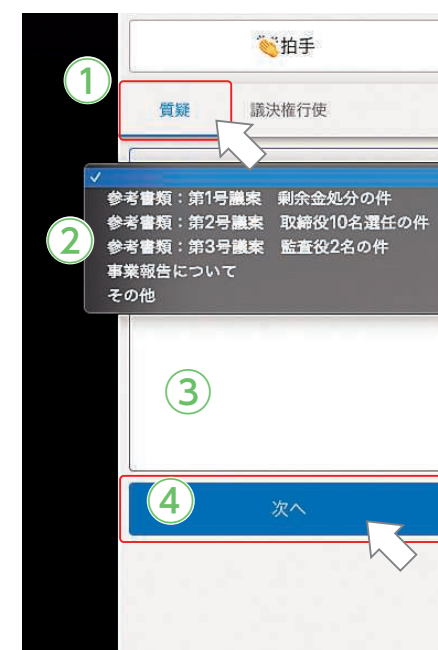 👏拍手
①
質疑 議決権行使
✓
参考書類：第1号議案 剰余金処分の件
②
参考書類：第2号議案 取締役10名選任の件
参考書類：第3号議案 監査役2名の件
事業報告について
その他
③
④
次へ